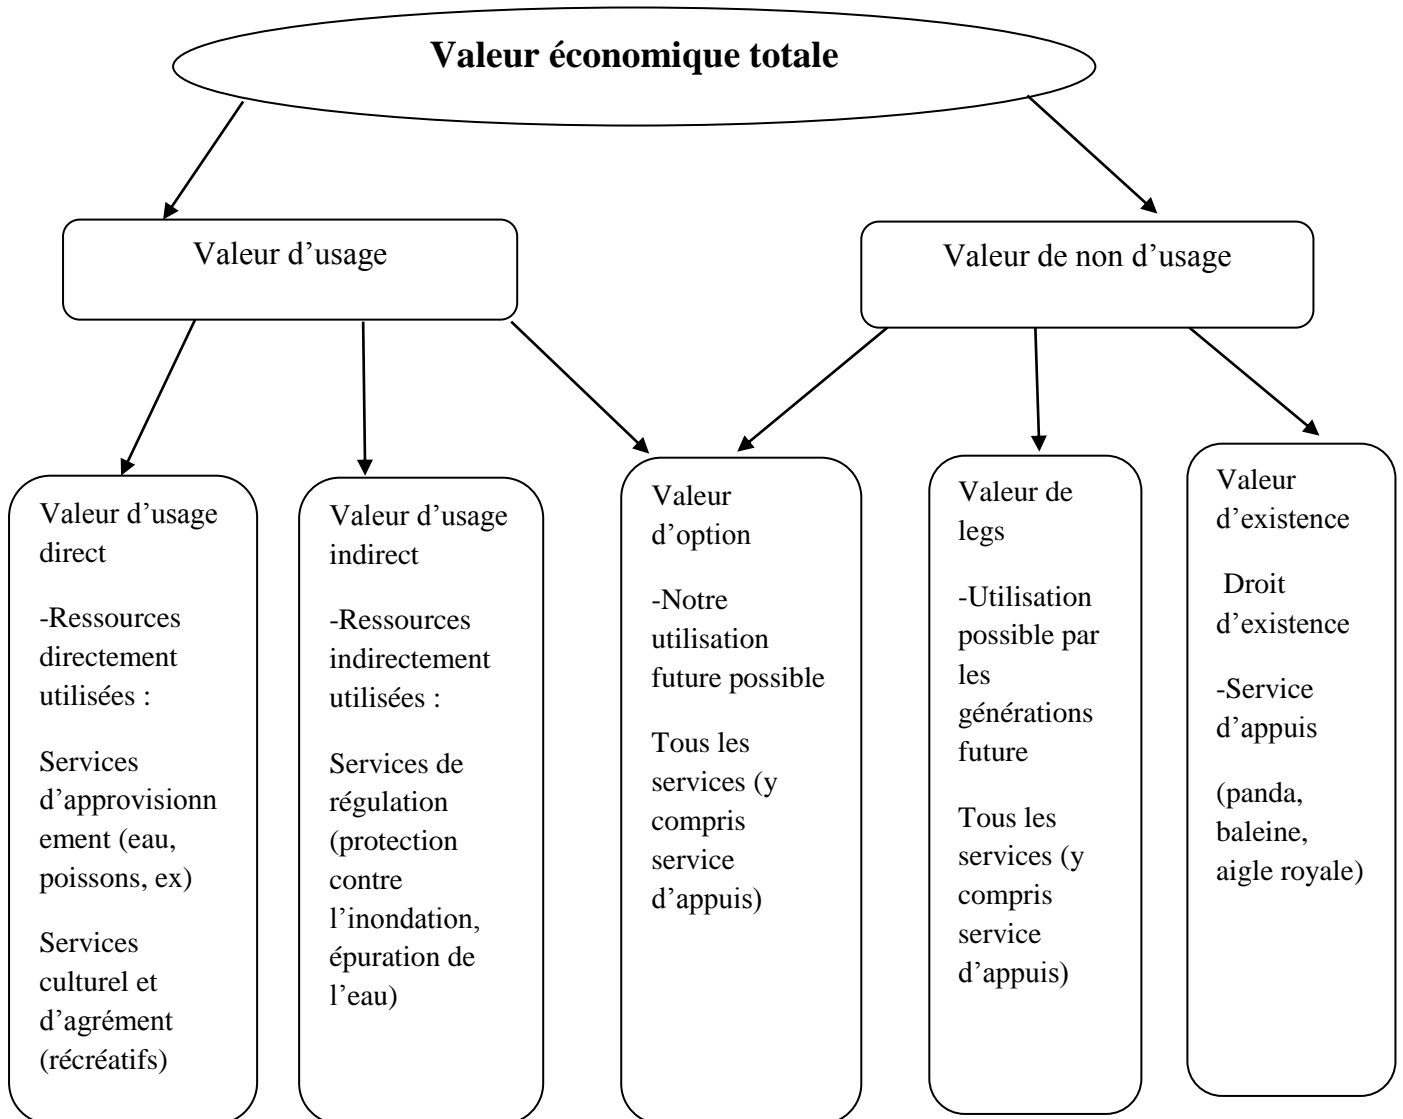 Valeur économique totale
Valeur d’usage
Valeur de non d’usage
Valeur d’usage
direct
-Ressources
directement
utilisées :
Services
d’approvisionn
ement (eau,
poissons, ex)
Services
culturel et
d’agrément
(récréatifs)
Valeur d’usage
indirect
-Ressources
indirectement
utilisées :
Services de
régulation
(protection
contre
l’inondation,
épuration de
l’eau)
Valeur
d’option
-Notre
utilisation
future possible
Tous les
services (y
compris
service
d’appuis)
Valeur de
legs
-Utilisation
possible par
les
générations
future
Tous les
services (y
compris
service
d’appuis)
Valeur
d’existence
Droit
d’existence
-Service
d’appuis
(panda,
baleine,
aigle royale)